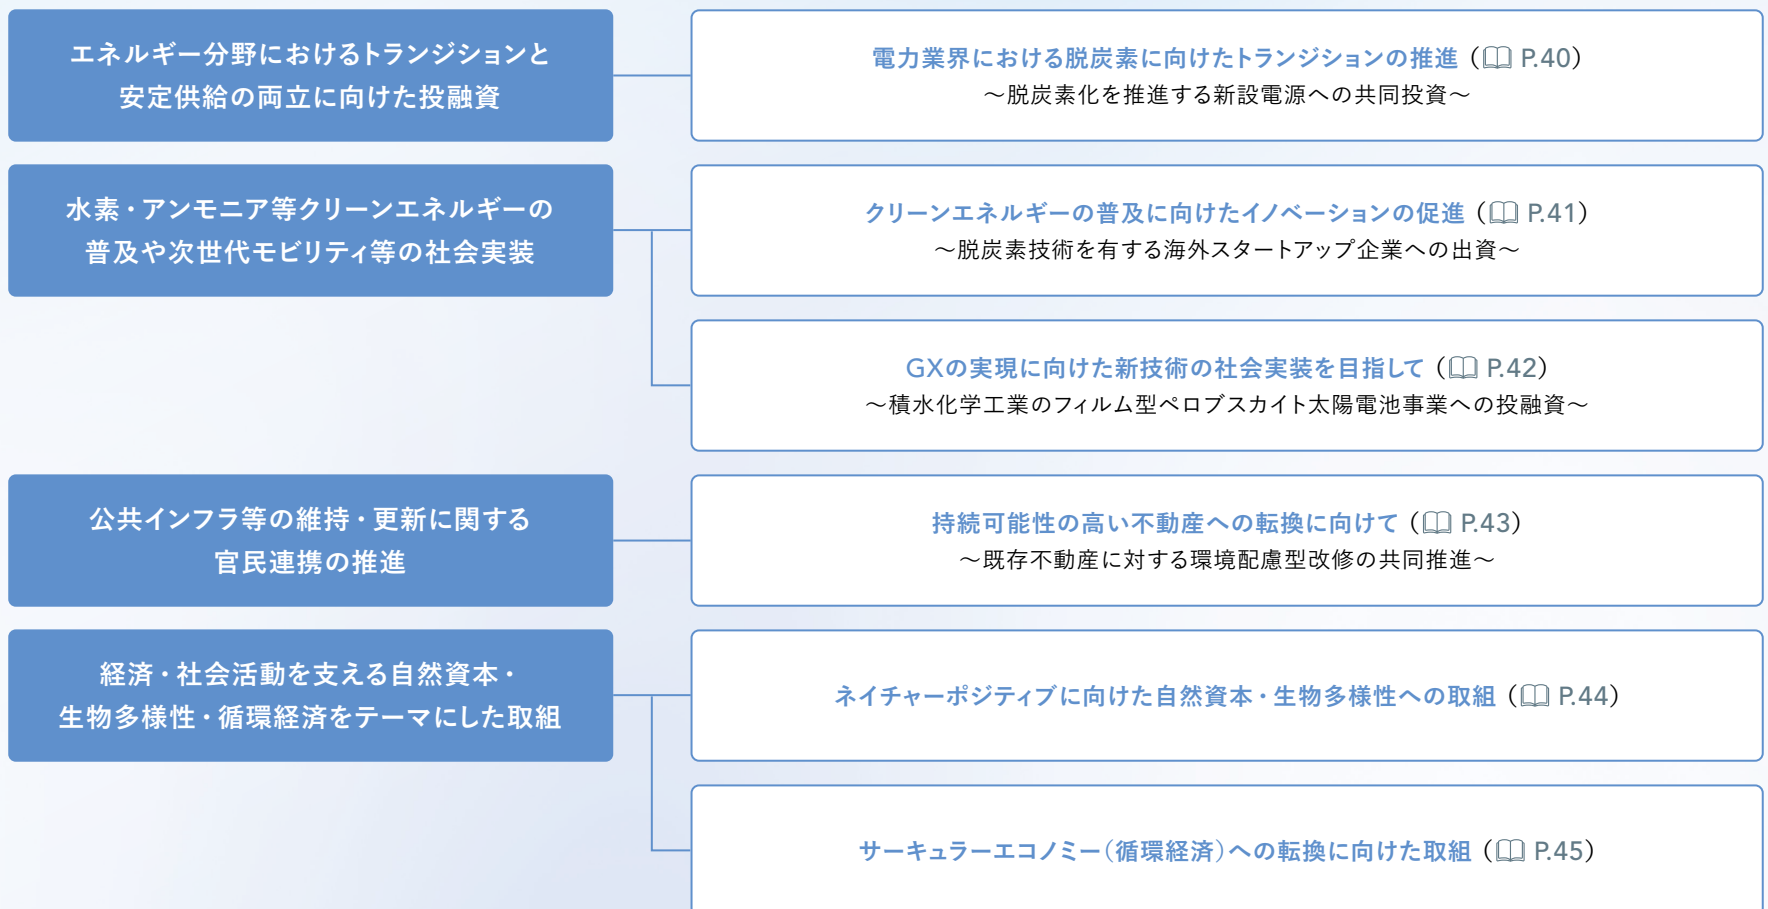 エネルギー分野におけるトランジションと
安定供給の両立に向けた投融資
電力業界における脱炭素に向けたトランジションの推進（P.40）
～脱炭素化を推進する新設電源への共同投資～
水素・アンモニア等クリーンエネルギーの
普及や次世代モビリティ等の社会実装
クリーンエネルギーの普及に向けたイノベーションの促進（P.41）
～脱炭素技術を有する海外スタートアップ企業への出資～
GXの実現に向けた新技術の社会実装を目指して（P.42）
～積水化学工業のフィルム型ペロブスカイト太陽電池事業への投融資～
公共インフラ等の維持・更新に関する
官民連携の推進
持続可能性の高い不動産への転換に向けて（P.43）
～既存不動産に対する環境配慮型改修の共同推進～
経済・社会活動を支える自然資本・
生物多様性・循環経済をテーマにした取組
ネイチャーポジティブに向けた自然資本・生物多様性への取組（P.44）
サーキュラーエコノミー（循環経済）への転換に向けた取組（P.45）